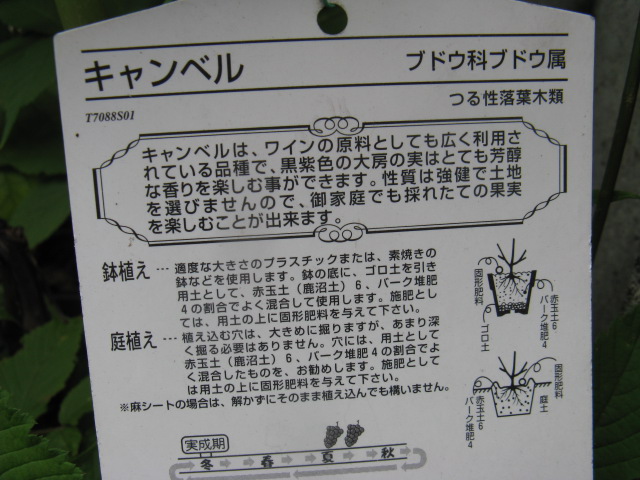 キャンベル
ブドウ科ブドウ属
つる性落葉木類
T7088S01
キャンベルは、ワインの原料としても広く利用さ
れている品種で、黒紫色の大房の実はとても芳醇
な香りを楽しむ事ができます。性質は強健で土地
を選びませんので、御家庭でも採れたての果実
を楽しむことが出来ます。
鉢植え… 適度な大きさのプラスチックまたは、素焼きの
鉢などを使用します。鉢の底に、ゴロ土を引き
用土として、赤玉土(鹿沼土)6、バーク堆肥
4の割合でよく混合して使用します。施肥とし
ては、用土の上に固形肥料を与えて下さい。
庭植え… 植え込む穴は、大きめに掘りますが、あまり深
く掘る必要はありません。穴には、用土として
赤玉土(鹿沼土)6、バーク堆肥4の割合でよ
く混合したものを、お勧めします。施肥として
は用土の上に固形肥料を与えて下さい。
※麻シートの場合は、解かずにそのまま植え込んでも構いません。
固形肥料
ゴロ土
赤玉土6
バーク堆肥4
固形肥料
庭土
赤玉土6
バーク堆肥4
実成期
冬 春 夏 秋